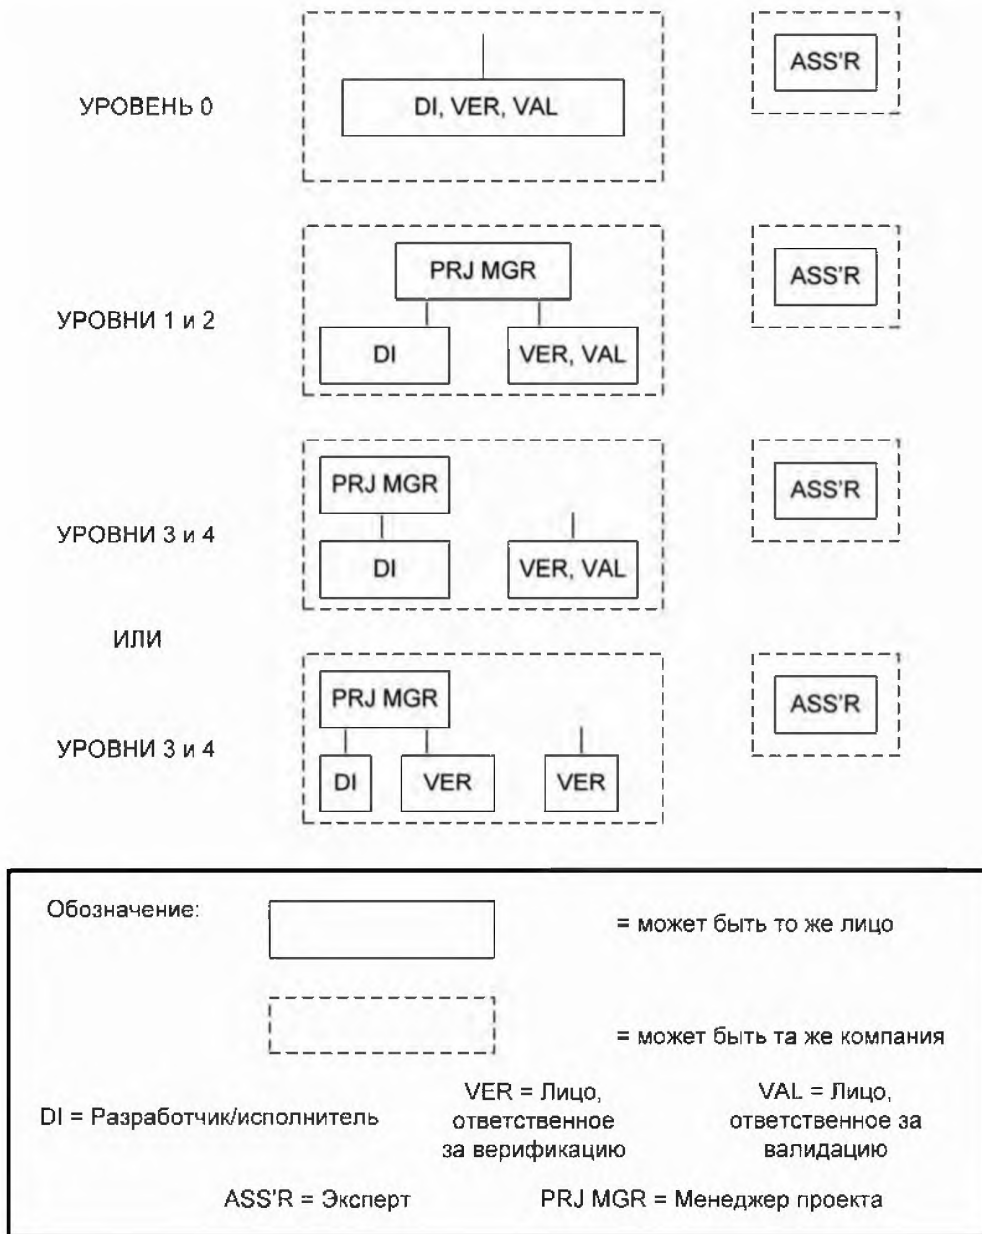 УРОВЕНЬ 0
DI, VER, VAL
ASS'R
PRJ MGR
ASS'R
УРОВНИ 1 и 2
DI
VER, VAL
PRJ MGR
ASS'R
УРОВНИ 3 и 4
DI
VER, VAL
ИЛИ
PRJ MGR
ASS'R
УРОВНИ 3 и 4
DI
VER
VER
Обозначение:
= может быть то же лицо
= может быть та же компания
DI = Разработчик/исполнитель
VER = Лицо,
ответственное
за верификацию
VAL = Лицо,
ответственное за
валидацию
ASS'R = Эксперт
PRJ MGR = Менеджер проекта